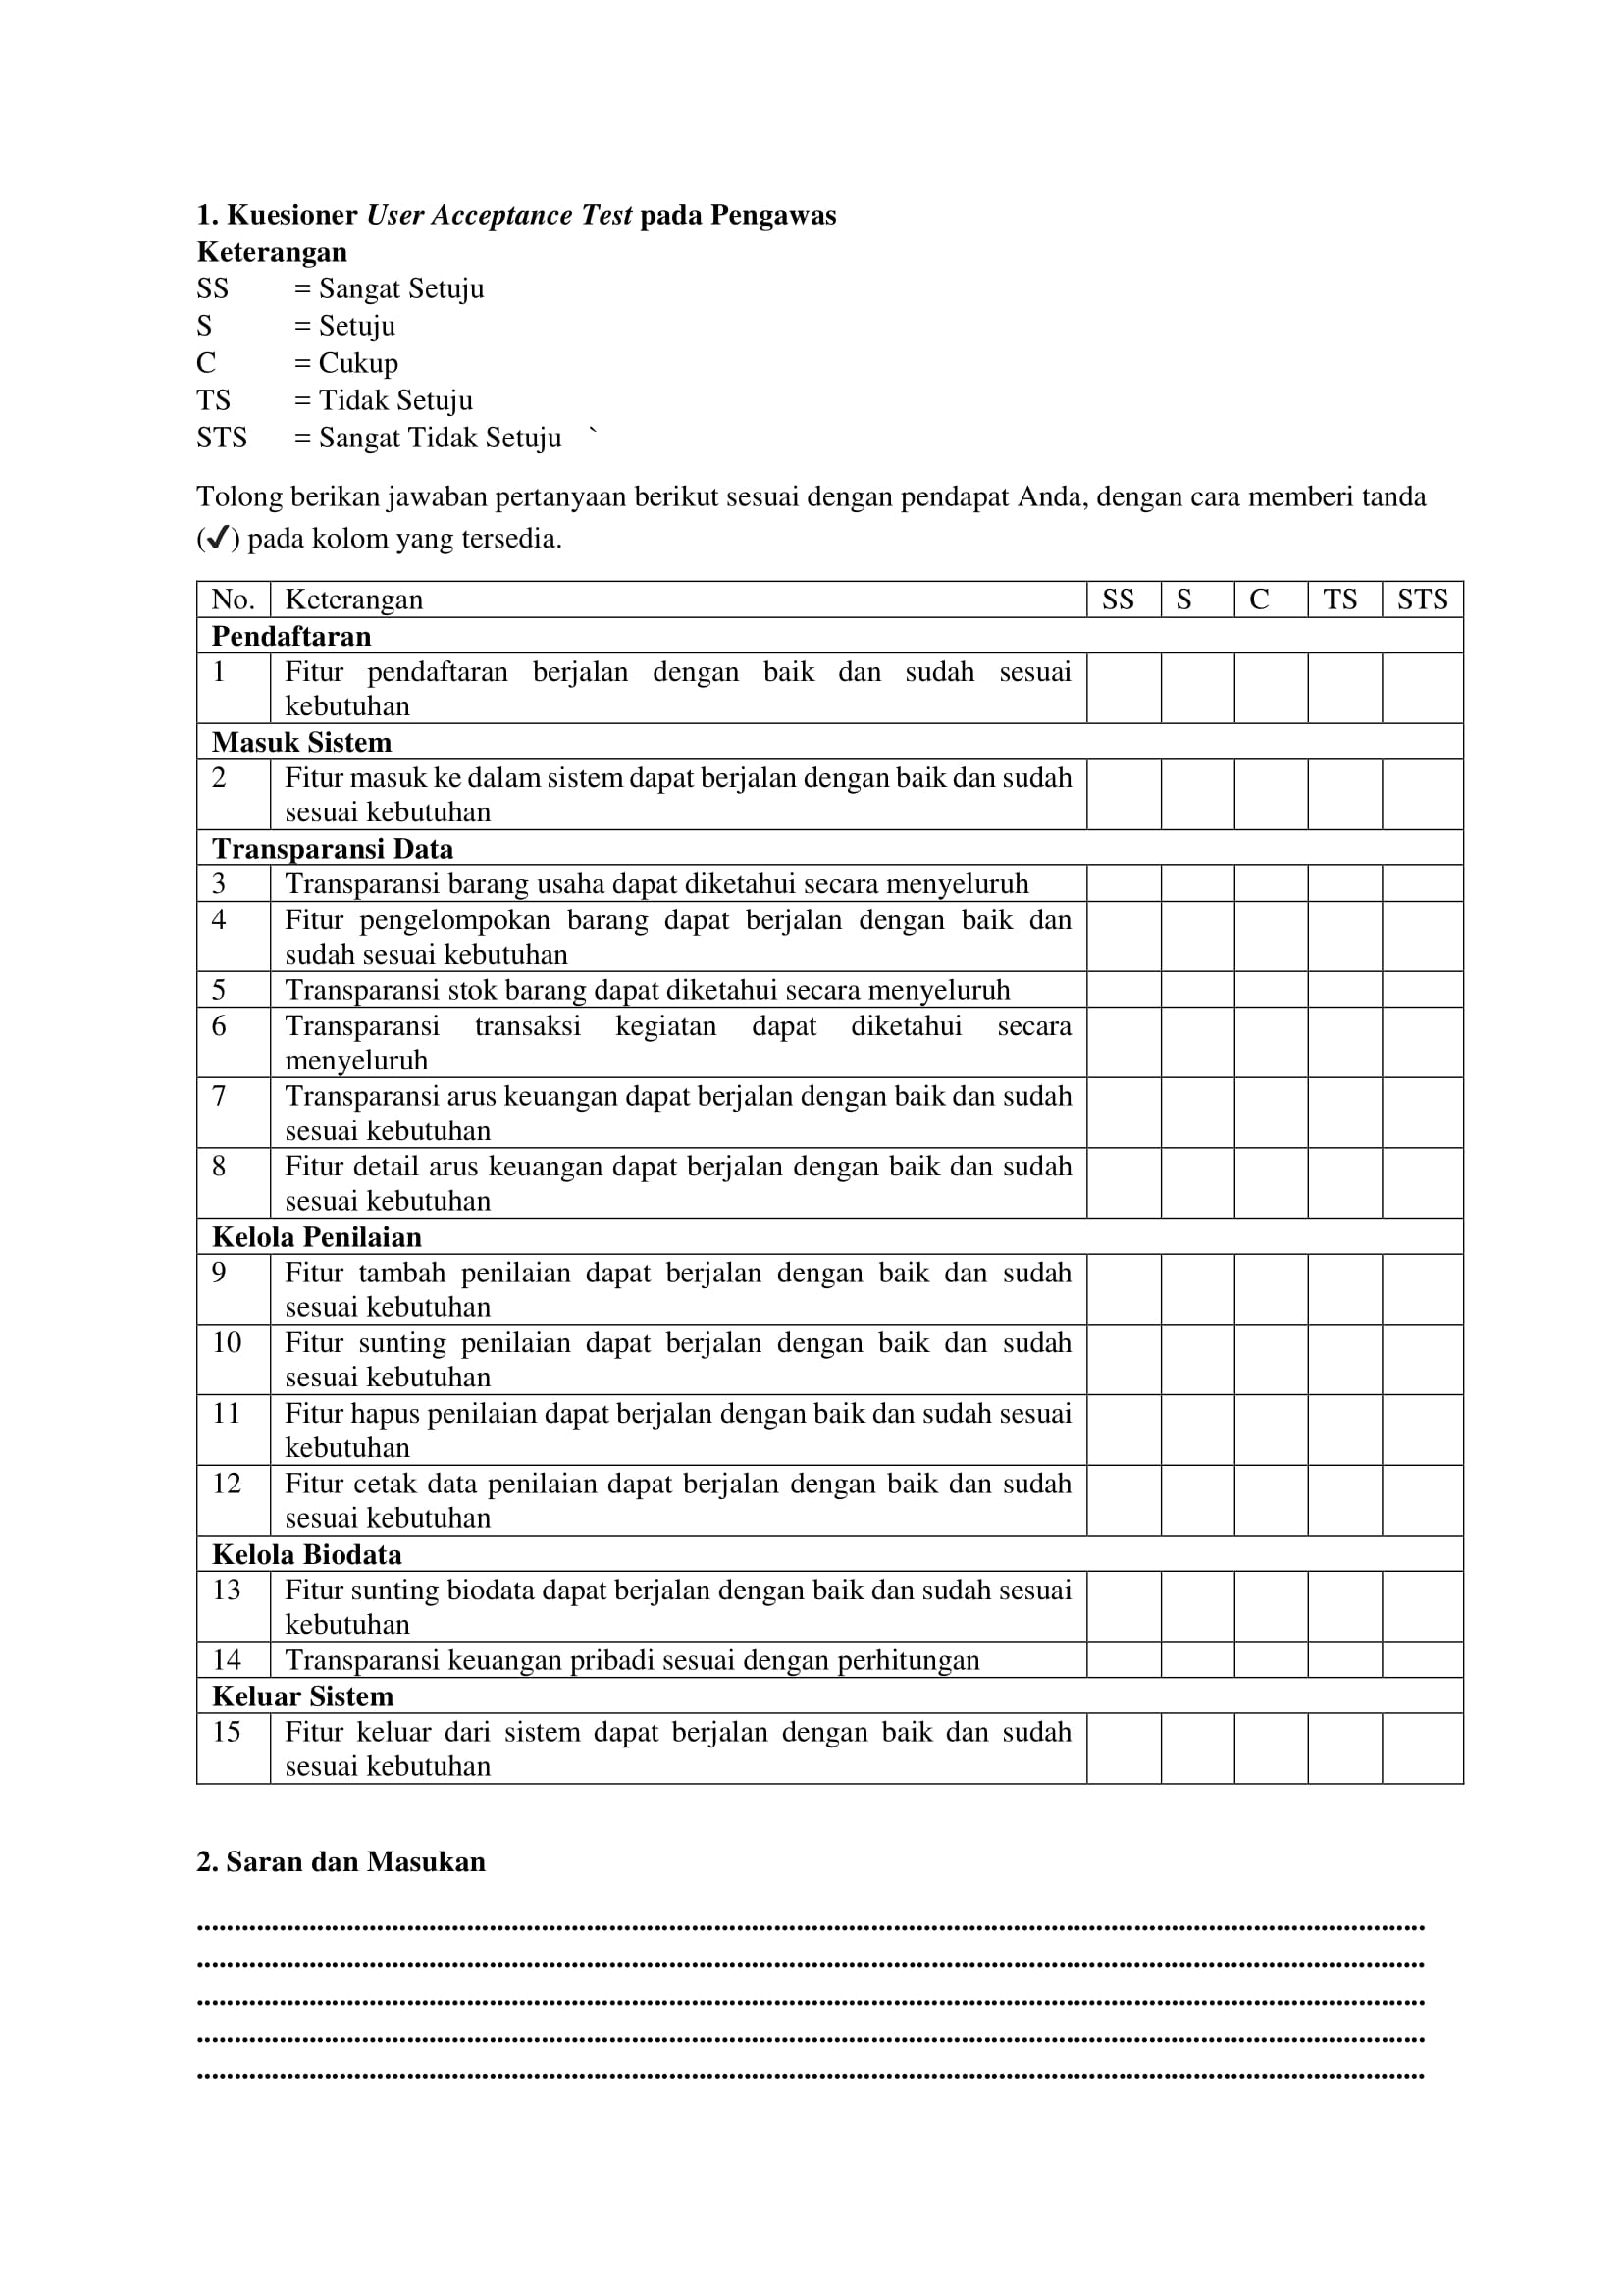 1. Kuesioner User Acceptance Test pada Pengawas
Keterangan
SS = Sangat Setuju
S = Setuju
C = Cukup
TS = Tidak Setuju
STS = Sangat Tidak Setuju `
Tolong berikan jawaban pertanyaan berikut sesuai dengan pendapat Anda, dengan cara memberi tanda
(✔) pada kolom yang tersedia.
No. Keterangan SS S C TS STS
Pendaftaran
1 Fitur pendaftaran berjalan dengan baik dan sudah sesuai
kebutuhan
Masuk Sistem
2 Fitur masuk ke dalam sistem dapat berjalan dengan baik dan sudah
sesuai kebutuhan
Transparansi Data
3 Transparansi barang usaha dapat diketahui secara menyeluruh
4 Fitur pengelompokan barang dapat berjalan dengan baik dan
sudah sesuai kebutuhan
5 Transparansi stok barang dapat diketahui secara menyeluruh
6 Transparansi transaksi kegiatan dapat diketahui secara
menyeluruh
7 Transparansi arus keuangan dapat berjalan dengan baik dan sudah
sesuai kebutuhan
8 Fitur detail arus keuangan dapat berjalan dengan baik dan sudah
sesuai kebutuhan
Kelola Penilaian
9 Fitur tambah penilaian dapat berjalan dengan baik dan sudah
sesuai kebutuhan
10 Fitur sunting penilaian dapat berjalan dengan baik dan sudah
sesuai kebutuhan
11 Fitur hapus penilaian dapat berjalan dengan baik dan sudah sesuai
kebutuhan
12 Fitur cetak data penilaian dapat berjalan dengan baik dan sudah
sesuai kebutuhan
Kelola Biodata
13 Fitur sunting biodata dapat berjalan dengan baik dan sudah sesuai
kebutuhan
14 Transparansi keuangan pribadi sesuai dengan perhitungan
Keluar Sistem
15 Fitur keluar dari sistem dapat berjalan dengan baik dan sudah
sesuai kebutuhan
2. Saran dan Masukan